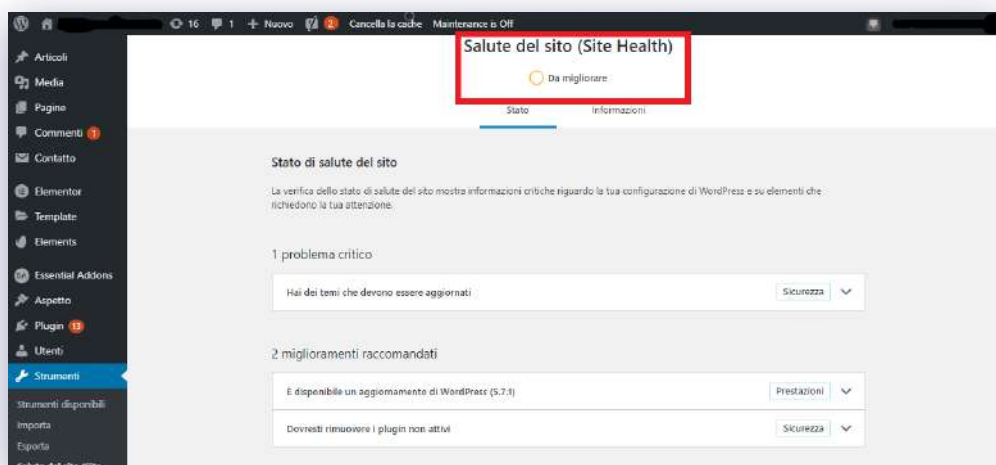 16 1 + Nuovo 2 Cancella la cache Maintenance is Off
Articoli
Media
Pagine
Commenti 1
Contatto
Elementor
Template
Elements
Essential Addons
Aspetto
Plugin 13
Utenti
Strumenti
Strumenti disponibili
Importa
Esporta
Salute del sito (Site Health)
Da migliorare
Stato Informazioni
Stato di salute del sito
La verifica dello stato di salute del sito mostra informazioni critiche riguardo la tua configurazione di WordPress e su elementi che
richiedono la tua attenzione.
1 problema critico
Hai dei temi che devono essere aggiornati Sicurezza
2 miglioramenti raccomandati
È disponibile un aggiornamento di WordPress (5.7.1) Prestazioni
Dovresti rimuovere i plugin non attivi Sicurezza